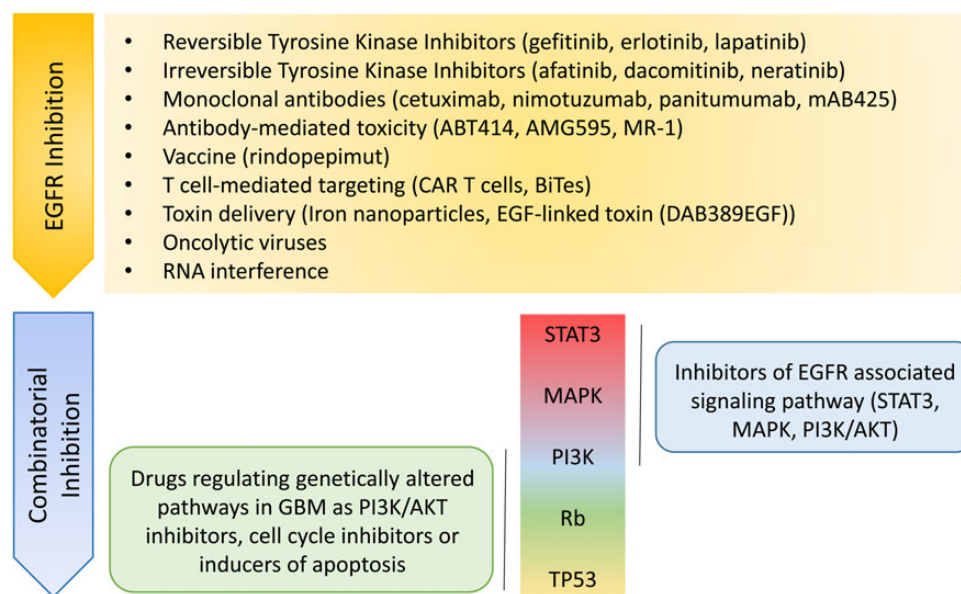 EGFR Inhibition
• Reversible Tyrosine Kinase Inhibitors (gefitinib, erlotinib, lapatinib)
• Irreversible Tyrosine Kinase Inhibitors (afatinib, dacomitinib, neratinib)
• Monoclonal antibodies (cetuximab, nimotuzumab, panitumumab, mAB425)
• Antibody-mediated toxicity (ABT414, AMG595, MR-1)
• Vaccine (rindopepimut)
• T cell-mediated targeting (CAR T cells, BiTes)
• Toxin delivery (Iron nanoparticles, EGF-linked toxin (DAB389EGF))
• Oncolytic viruses
• RNA interference
Combinatorial
Inhibition
STAT3
MAPK
PI3K
Rb
TP53
Inhibitors of EGFR associated
signaling pathway (STAT3,
MAPK, PI3K/AKT)
Drugs regulating genetically altered
pathways in GBM as PI3K/AKT
inhibitors, cell cycle inhibitors or
inducers of apoptosis